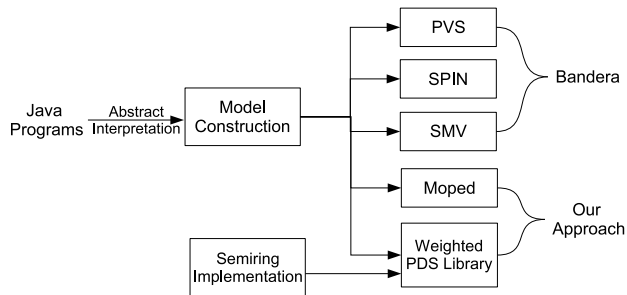 PVS
SPIN
SMV
Bandera
Java
Programs
Abstract
Interpretation
Model
Construction
Moped
Weighted
PDS Library
Our
Approach
Semiring
Implementation